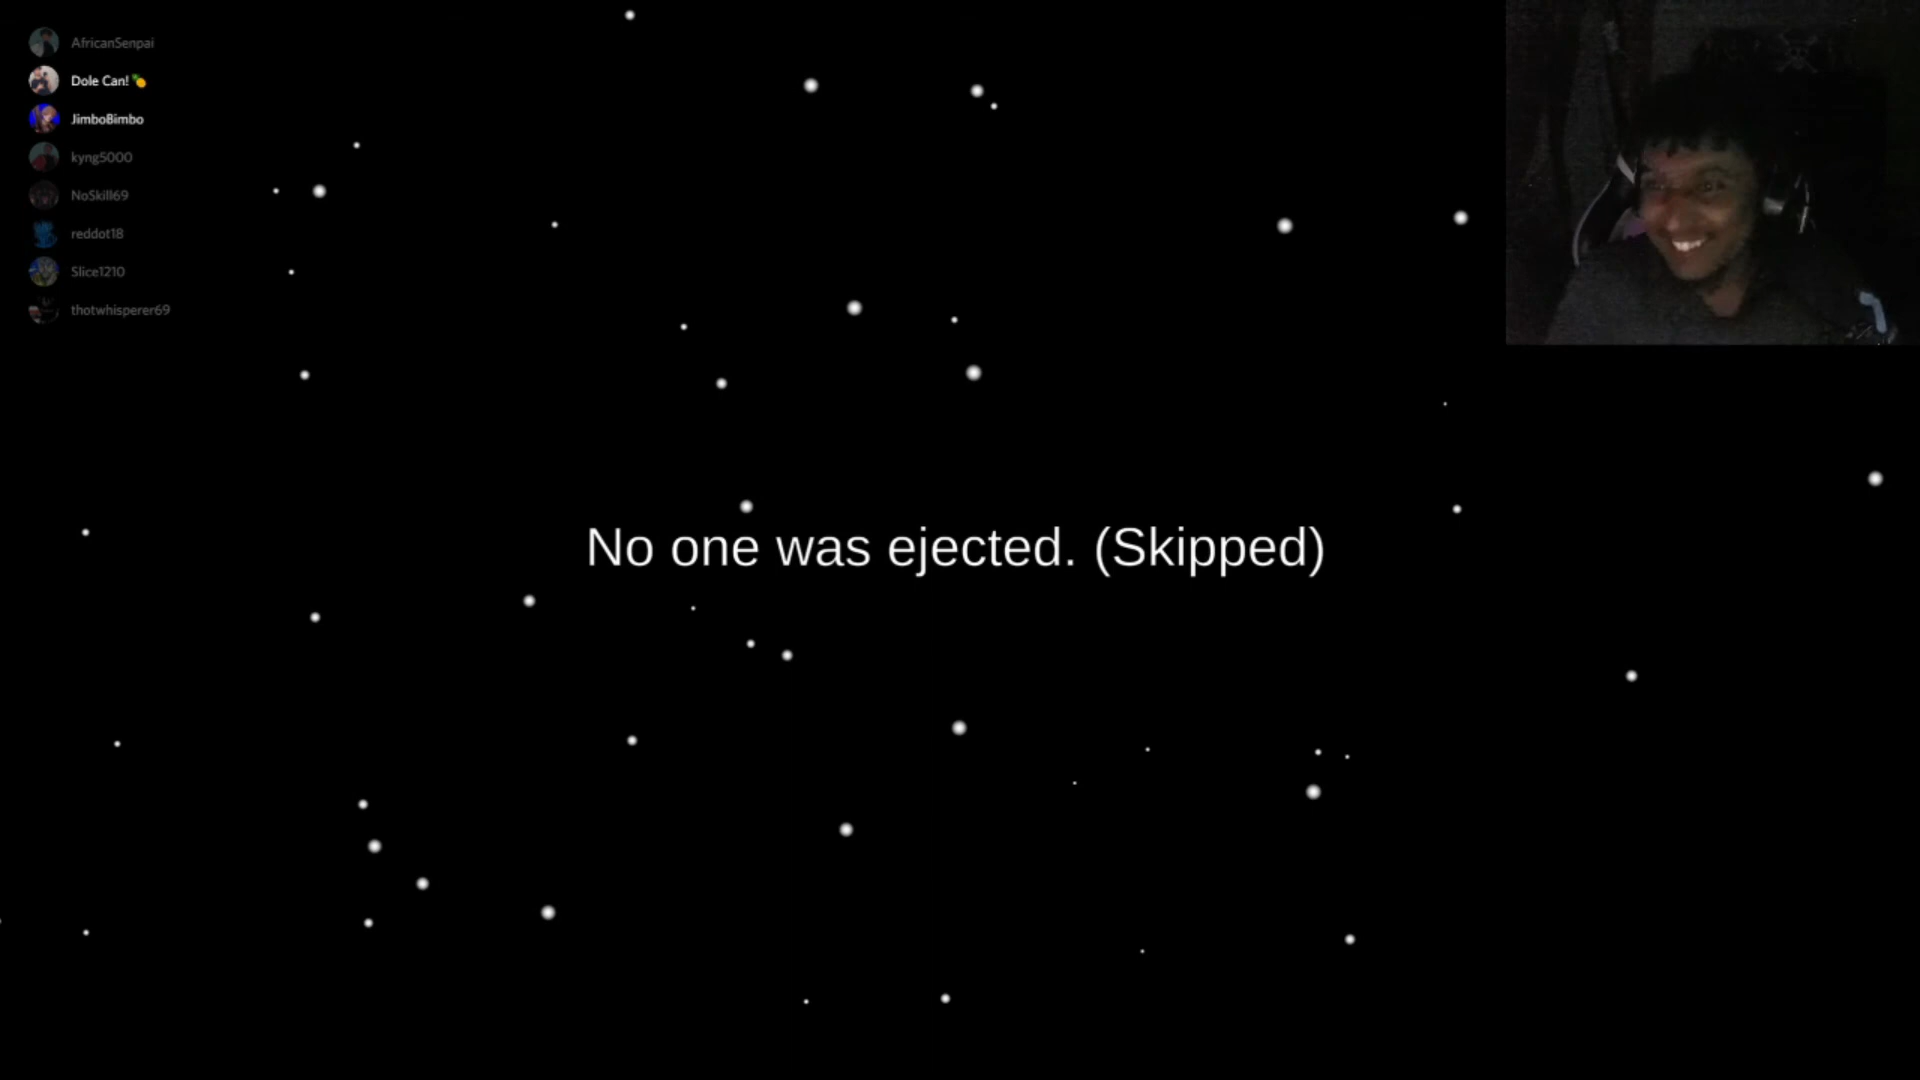 AfricanSenpai
Dole Can!🍍
JimboBimbo
kyng5000
NoSkill69
reddot18
Slice1210
thotwhisperer69
No one was ejected. (Skipped)